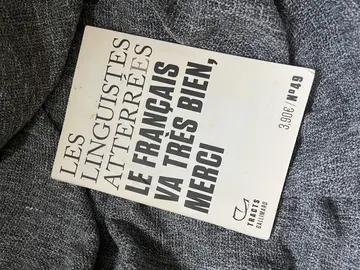 LES
LINGUISTES
ATTERRÉES
LE FRANÇAIS
VA TRÈS BIEN,
MERCI
TRACTS
GALLIMARD
3,90€ / N°49